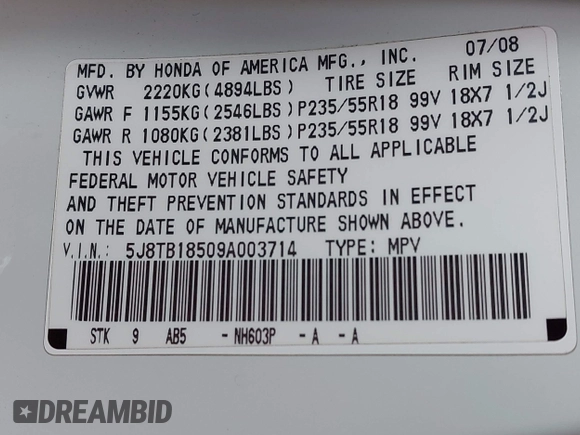 MFD. BY HONDA OF AMERICA MFG., INC. 07/08
GVWR 2220KG(4894LBS) TIRE SIZE RIM SIZE
GAWR F 1155KG(2546LBS)P235/55R18 99V 18X7 1/2J
GAWR R 1080KG(2381LBS)P235/55R18 99V 18X7 1/2J
THIS VEHICLE CONFORMS TO ALL APPLICABLE
FEDERAL MOTOR VEHICLE SAFETY
AND THEFT PREVENTION STANDARDS IN EFFECT
ON THE DATE OF MANUFACTURE SHOWN ABOVE.
V.I.N.: 5J8TB18509A003714 TYPE: MPV
STK 9 AB5 - NH603P - A - A
DREAMBID